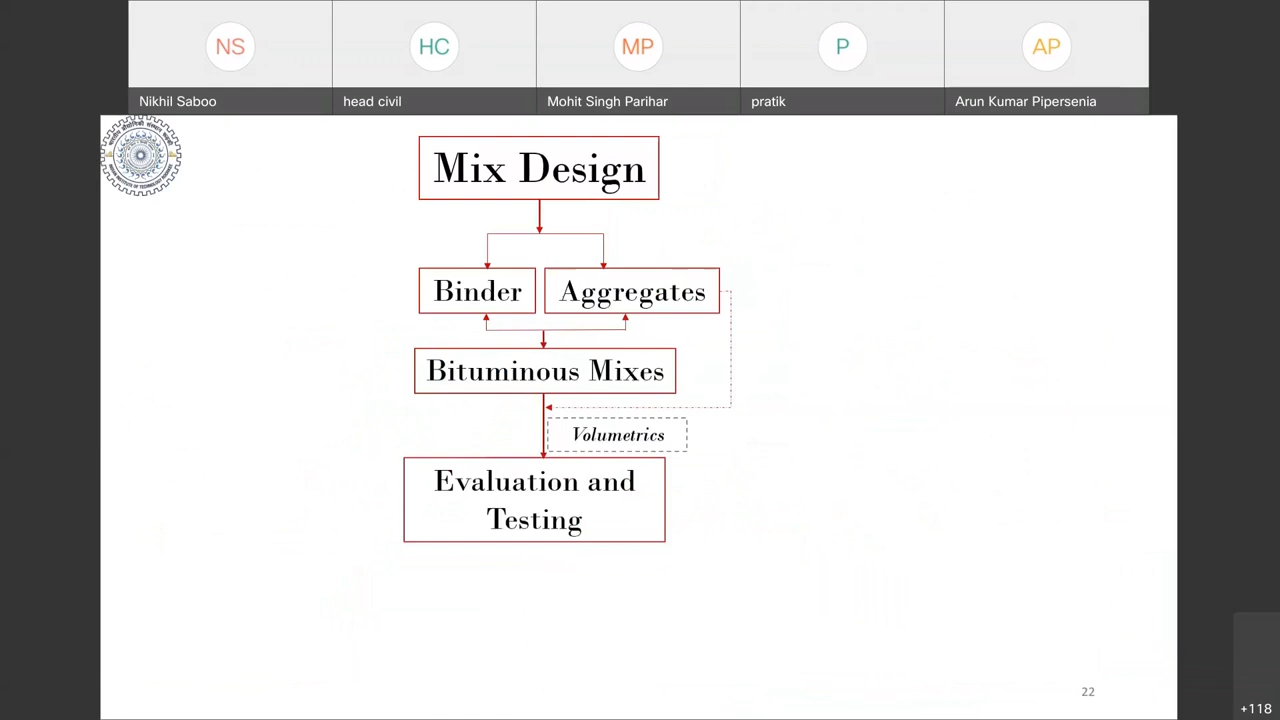 NS
HC
MP
P
AP
Nikhil Saboo
head civil
Mohit Singh Parihar
pratik
Arun Kumar Pipersenia
Mix Design
Binder
Aggregates
Bituminous Mixes
Volumetrics
Evaluation and
Testing
22
+118